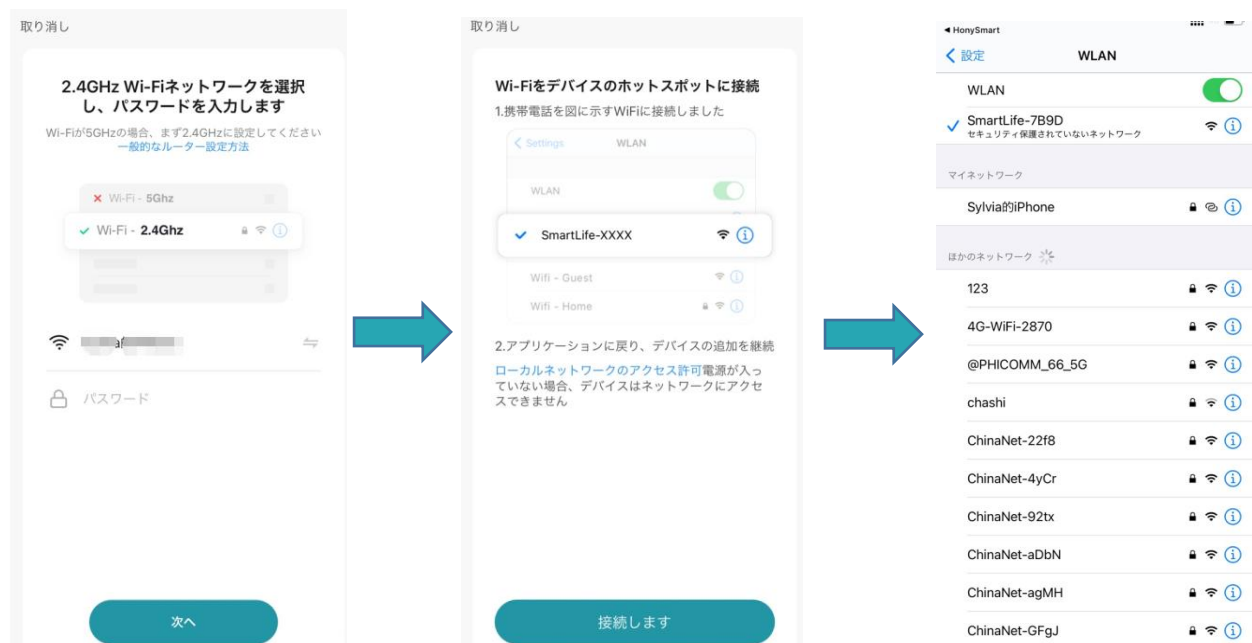 取り消し
2.4GHz Wi-Fiネットワークを選択
し、パスワードを入力します
Wi-Fiが5GHzの場合、まず2.4GHzに設定してください
一般的なルーター設定方法
Wi-Fi - 5Ghz
Wi-Fi - 2.4Ghz
パスワード
次へ
取り消し
Wi-Fiをデバイスのホットスポットに接続
1.携帯電話を図に示すWiFiに接続しました
Settings WLAN
WLAN
SmartLife-XXXX
Wifi - Guest
Wifi - Home
2.アプリケーションに戻り、デバイスの追加を継続
ローカルネットワークのアクセス許可電源が入っ
ていない場合、デバイスはネットワークにアクセ
スできません
接続します
HonySmart
設定 WLAN
WLAN
SmartLife-7B9D
セキュリティ保護されていないネットワーク
マイネットワーク
Sylvia的iPhone
ほかのネットワーク
123
4G-WiFi-2870
@PHICOMM_66_5G
chashi
ChinaNet-22f8
ChinaNet-4yCr
ChinaNet-92tx
ChinaNet-aDbN
ChinaNet-agMH
ChinaNet-GFgJ